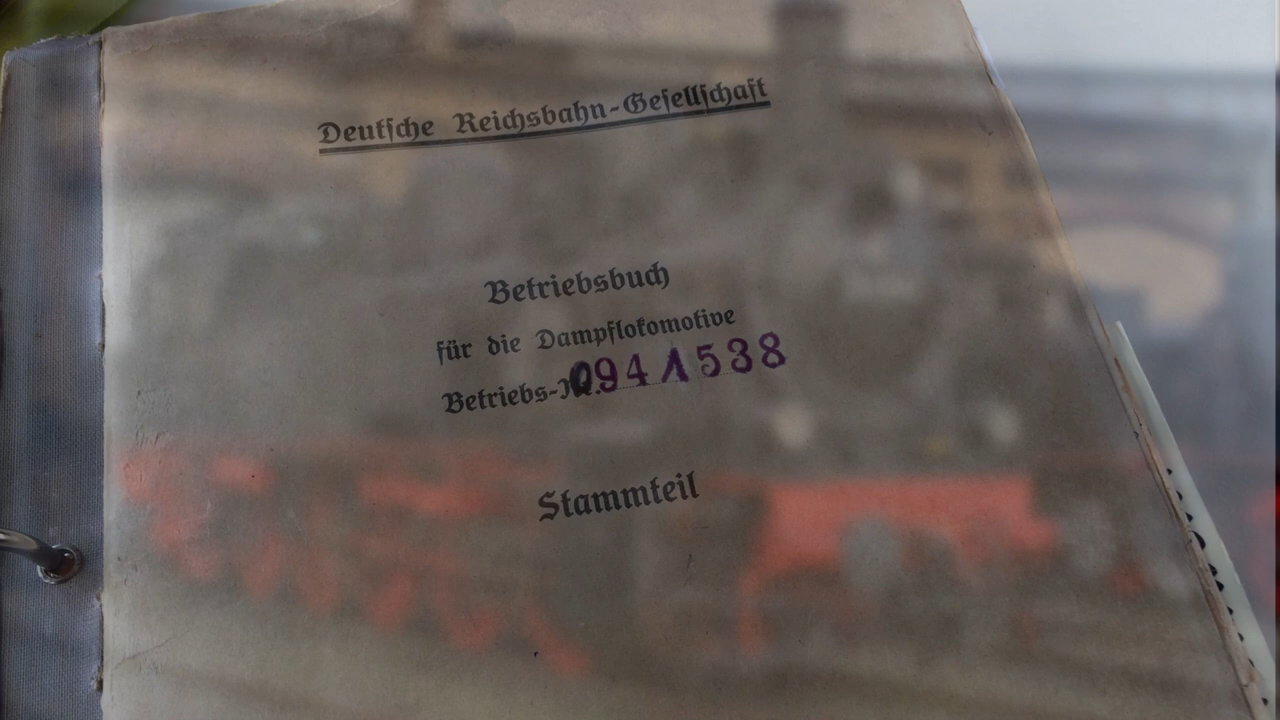 Deutsche Reichsbahn-Gesellschaft
Betriebsbuch
für die Dampflokomotive
Betriebs-Nr. 094 1538
Stammteil